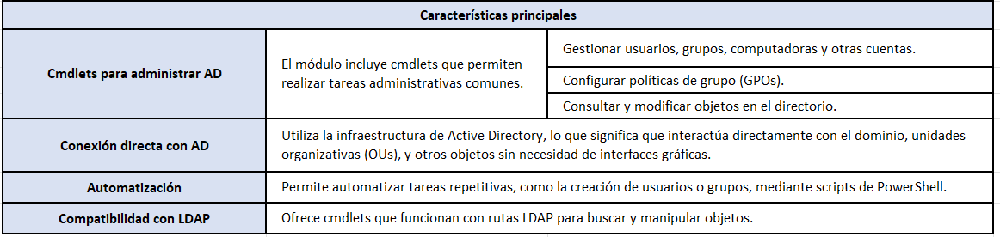 Características principales
Cmdlets para administrar AD
El módulo incluye cmdlets que permiten
realizar tareas administrativas comunes.
Gestionar usuarios, grupos, computadoras y otras cuentas.
Configurar políticas de grupo (GPOs).
Consultar y modificar objetos en el directorio.
Conexión directa con AD
Utiliza la infraestructura de Active Directory, lo que significa que interactúa directamente con el dominio, unidades
organizativas (OUs), y otros objetos sin necesidad de interfaces gráficas.
Automatización
Permite automatizar tareas repetitivas, como la creación de usuarios o grupos, mediante scripts de PowerShell.
Compatibilidad con LDAP
Ofrece cmdlets que funcionan con rutas LDAP para buscar y manipular objetos.